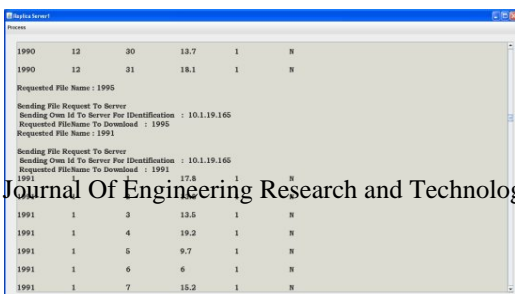 Replica Server1
Process
1990 12 30 13.7 1 N
1990 12 31 18.1 1 N
Requested File Name : 1995
Sending File Request To Server
Sending Own Id To Server For IDentification : 10.1.19.165
Requested FileName To Download : 1995
Requested File Name : 1991
Sending File Request To Server
Sending Own Id To Server For IDentification : 10.1.19.165
Requested FileName To Download : 1991
1991 1 1 17.8 1 N
Journal Of Engineering Research and Technolog
1991 1 3 13.5 1 N
1991 1 4 19.2 1 N
1991 1 5 9.7 1 N
1991 1 6 6 1 N
1991 1 7 15.2 1 N